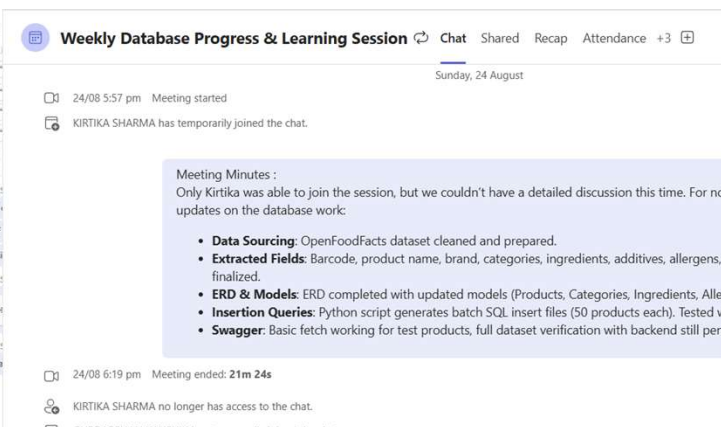 Weekly Database Progress & Learning Session Chat Shared Recap Attendance +3
Sunday, 24 August
24/08 5:57 pm Meeting started
KIRTIKA SHARMA has temporarily joined the chat.
Meeting Minutes :
Only Kirtika was able to join the session, but we couldn't have a detailed discussion this time. For
updates on the database work:
• Data Sourcing: OpenFoodFacts dataset cleaned and prepared.
• Extracted Fields: Barcode, product name, brand, categories, ingredients, additives, allergens,
finalized.
• ERD & Models: ERD completed with updated models (Products, Categories, Ingredients,
• Insertion Queries: Python script generates batch SQL insert files (50 products each). Tested
• Swagger: Basic fetch working for test products, full dataset verification with backend still
24/08 6:19 pm Meeting ended: 21m 24s
KIRTIKA SHARMA no longer has access to the chat.